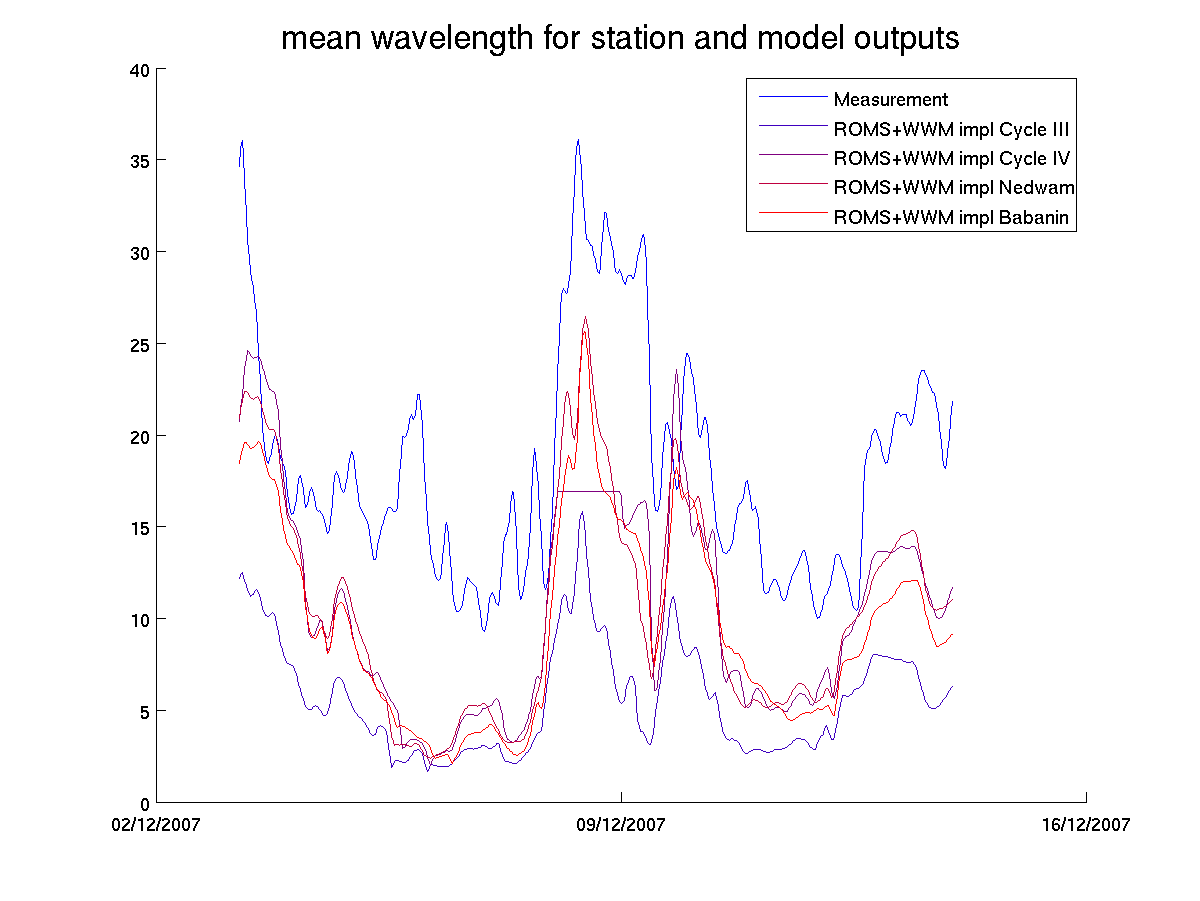 mean wavelength for station and model outputs
40
35
30
25
20
15
10
5
0
02/12/2007
09/12/2007
16/12/2007
Measurement
ROMS+WWM impl Cycle III
ROMS+WWM impl Cycle IV
ROMS+WWM impl Nedwam
ROMS+WWM impl Babanin